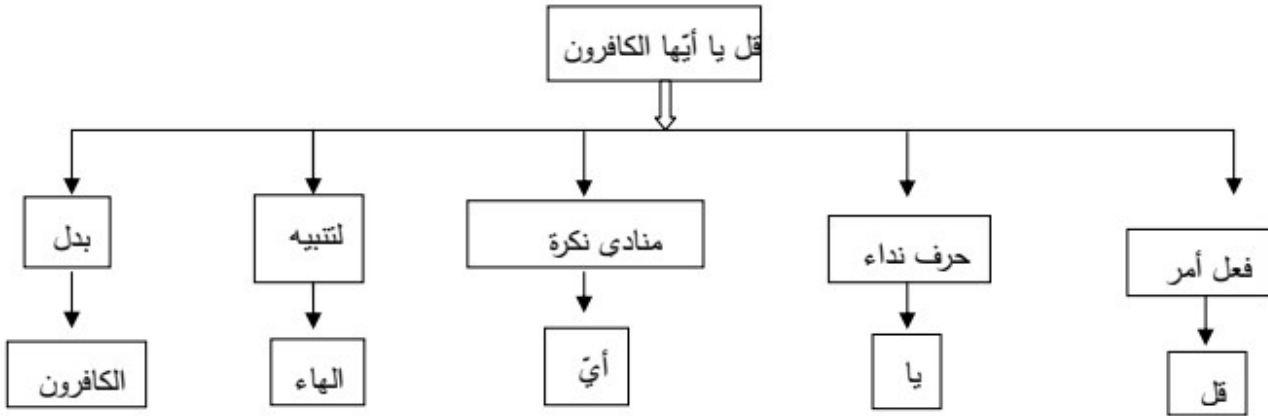 قل يا أيّها الكافرون
فعل أمر
حرف نداء
منادى نكرة
لتنبيه
بدل
قل
يا
أيّ
الهاء
الكافرون